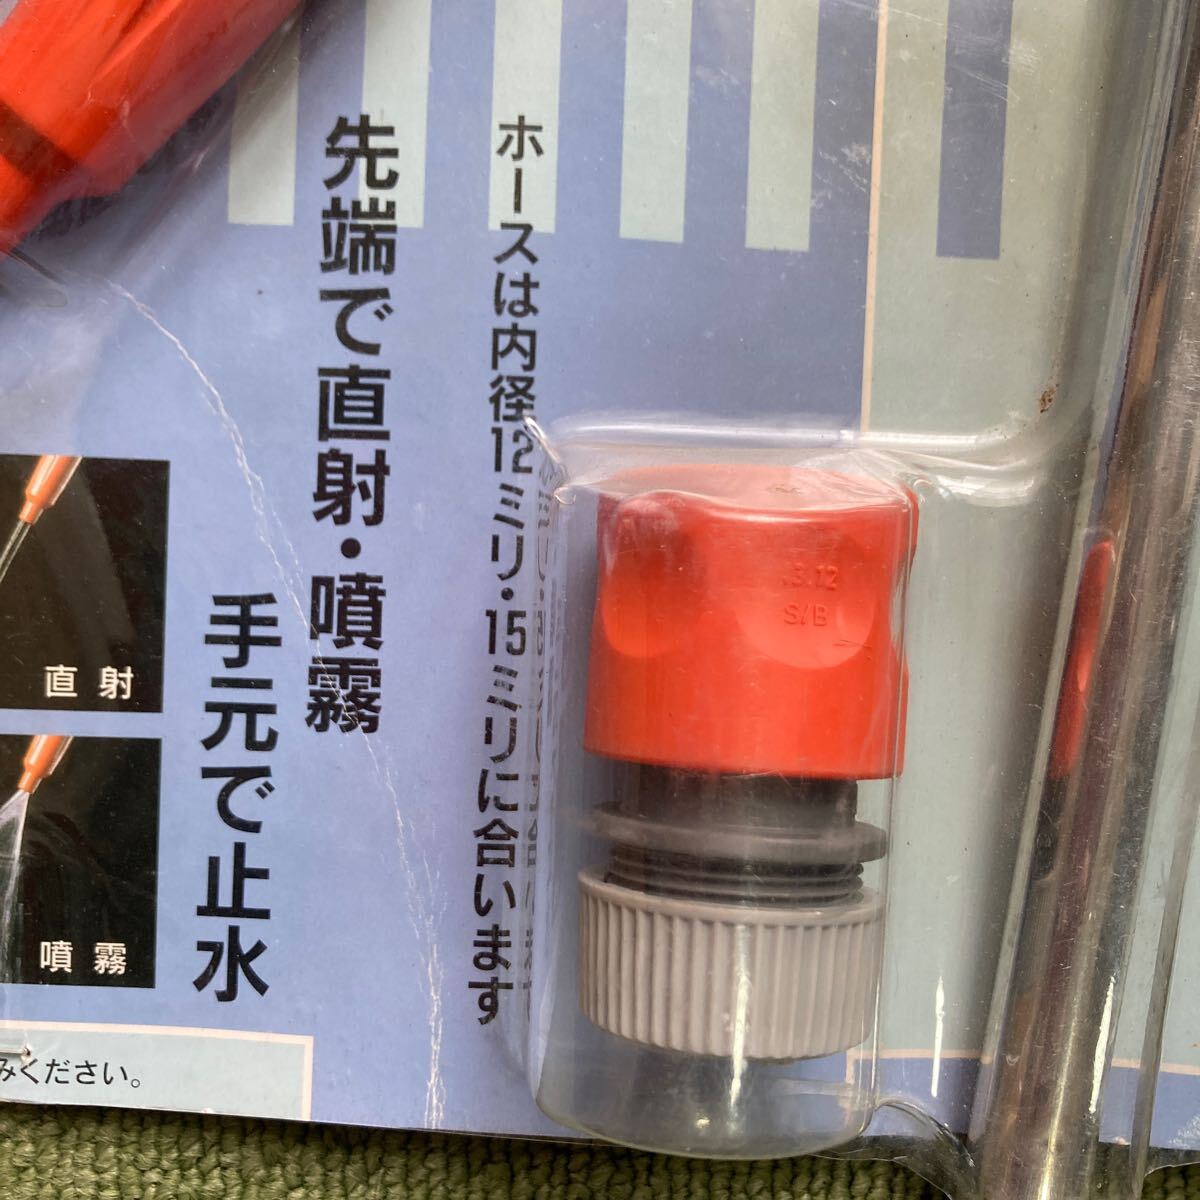 ホースは内径12ミリ・15ミリに合います
先端で直射・噴霧
手元で止水
直射
噴霧
みください。
.3.12
S/B